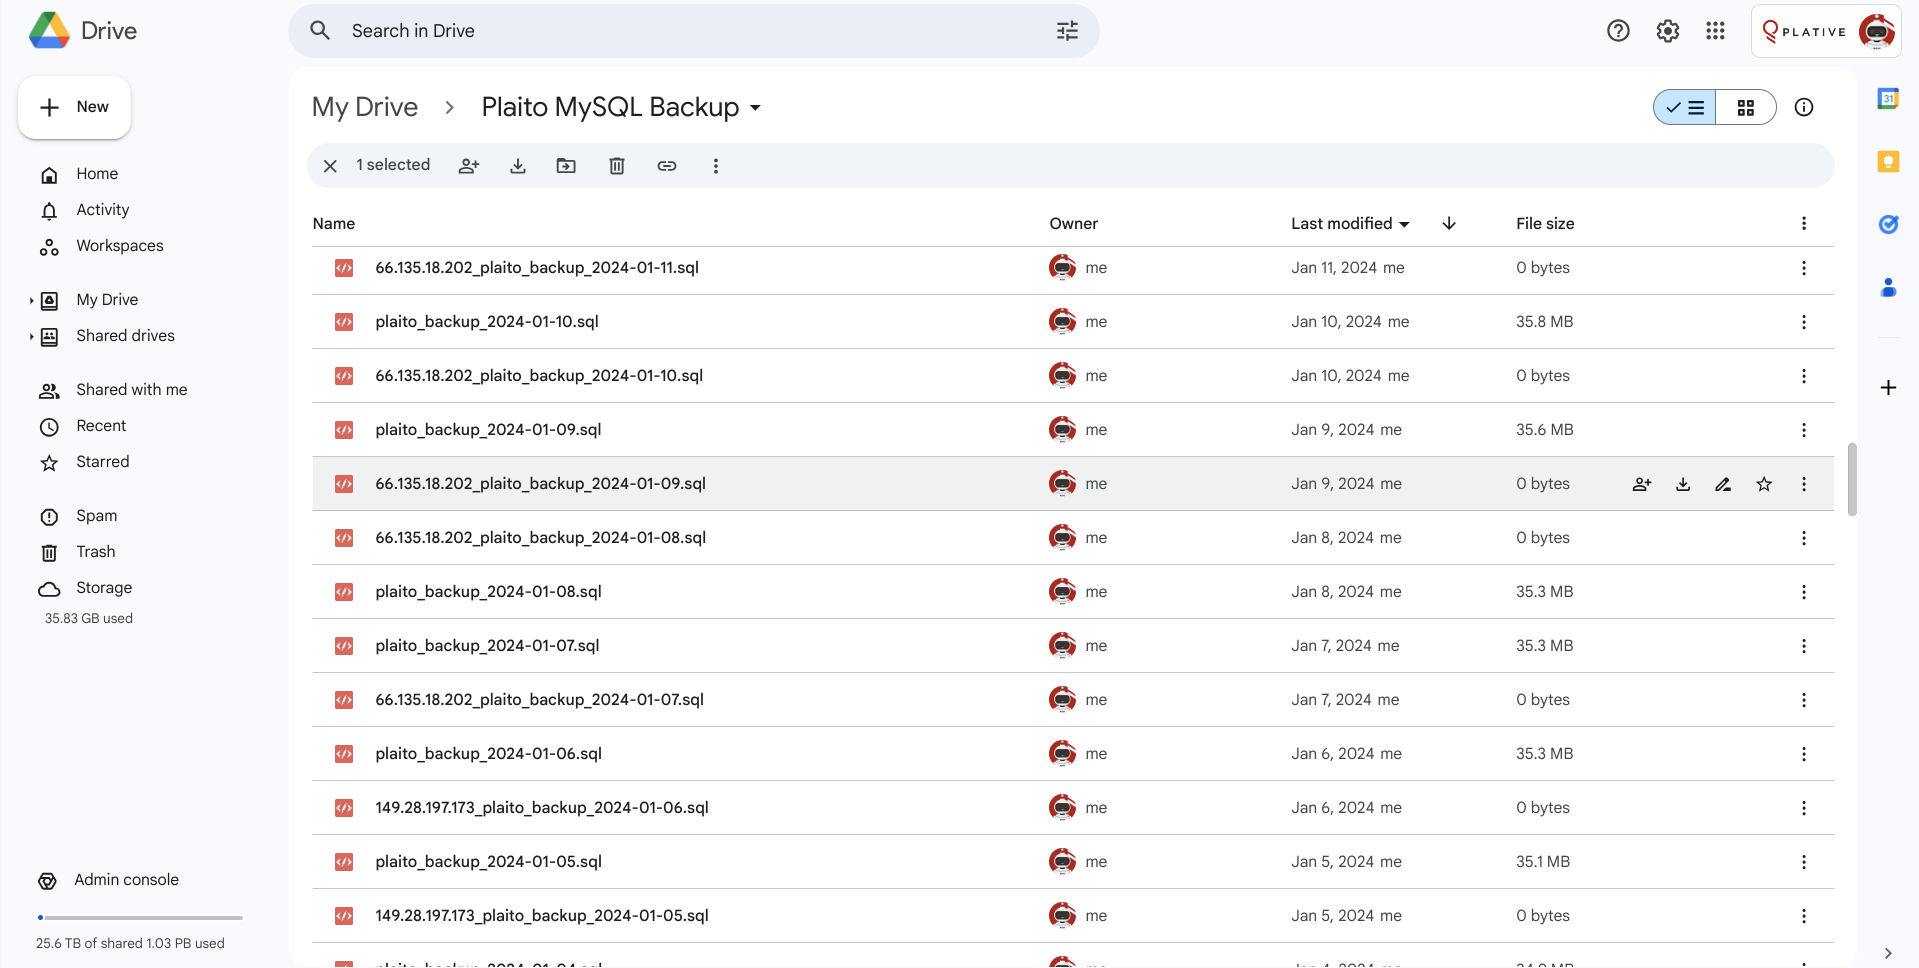 Drive
Search in Drive
PLATIVE
New
My Drive
Plaito MySQL Backup
1 selected
Home
Activity
Workspaces
My Drive
Shared drives
Shared with me
Recent
Starred
Spam
Trash
Storage
35.83 GB used
Admin console
25.6 TB of shared 1.03 PB used
Name Owner Last modified File size
66.135.18.202_plaito_backup_2024-01-11.sql me Jan 11, 2024 me 0 bytes
plaito_backup_2024-01-10.sql me Jan 10, 2024 me 35.8 MB
66.135.18.202_plaito_backup_2024-01-10.sql me Jan 10, 2024 me 0 bytes
plaito_backup_2024-01-09.sql me Jan 9, 2024 me 35.6 MB
66.135.18.202_plaito_backup_2024-01-09.sql me Jan 9, 2024 me 0 bytes
66.135.18.202_plaito_backup_2024-01-08.sql me Jan 8, 2024 me 0 bytes
plaito_backup_2024-01-08.sql me Jan 8, 2024 me 35.3 MB
plaito_backup_2024-01-07.sql me Jan 7, 2024 me 35.3 MB
66.135.18.202_plaito_backup_2024-01-07.sql me Jan 7, 2024 me 0 bytes
plaito_backup_2024-01-06.sql me Jan 6, 2024 me 35.3 MB
149.28.197.173_plaito_backup_2024-01-06.sql me Jan 6, 2024 me 0 bytes
plaito_backup_2024-01-05.sql me Jan 5, 2024 me 35.1 MB
149.28.197.173_plaito_backup_2024-01-05.sql me Jan 5, 2024 me 0 bytes
31